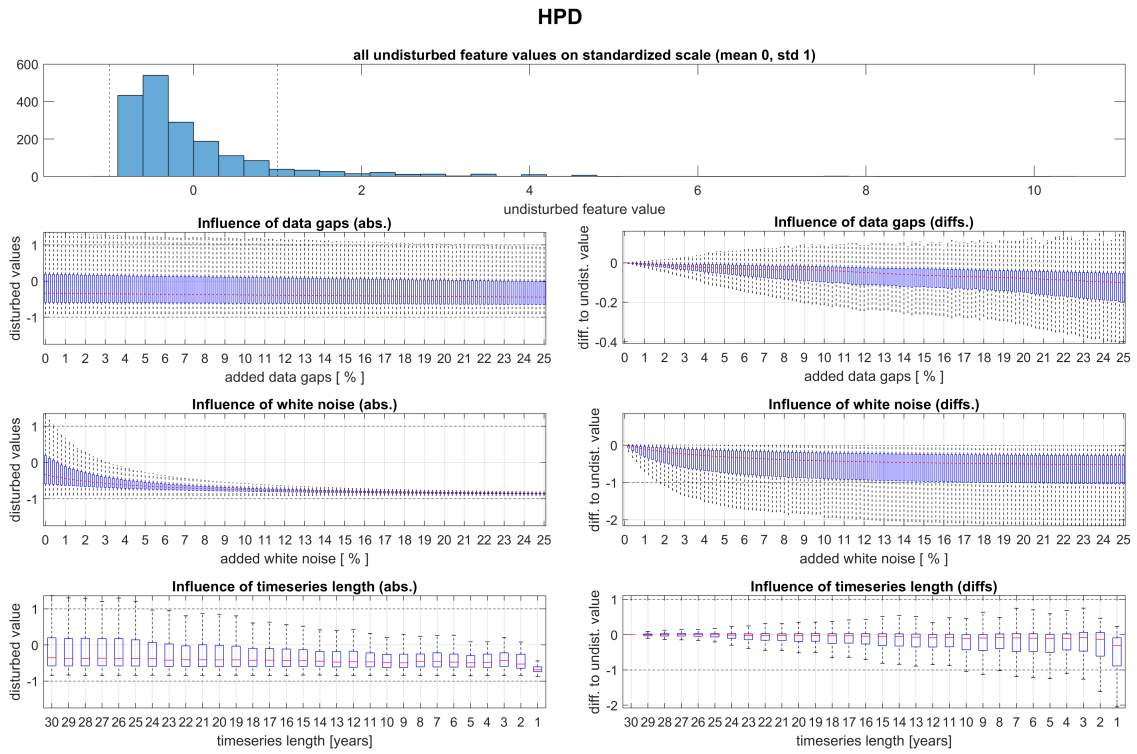 HPD
all undisturbed feature values on standardized scale (mean 0, std 1)
600
400
200
0
0 2 4 6 8 10
undisturbed feature value
Influence of data gaps (abs.)
disturbed values
1
0
-1
0 1 2 3 4 5 6 7 8 9 10 11 12 13 14 15 16 17 18 19 20 21 22 23 24 25
added data gaps [ % ]
Influence of data gaps (diffs.)
diff. to undist. value
0
-0.2
-0.4
0 1 2 3 4 5 6 7 8 9 10 11 12 13 14 15 16 17 18 19 20 21 22 23 24 25
added data gaps [ % ]
Influence of white noise (abs.)
disturbed values
1
0
-1
0 1 2 3 4 5 6 7 8 9 10 11 12 13 14 15 16 17 18 19 20 21 22 23 24 25
added white noise [ % ]
Influence of white noise (diffs.)
diff. to undist. value
0
-1
-2
0 1 2 3 4 5 6 7 8 9 10 11 12 13 14 15 16 17 18 19 20 21 22 23 24 25
added white noise [ % ]
Influence of timeseries length (abs.)
disturbed value
1
0
-1
30 29 28 27 26 25 24 23 22 21 20 19 18 17 16 15 14 13 12 11 10 9 8 7 6 5 4 3 2 1
timeseries length [years]
Influence of timeseries length (diffs)
diff. to undist. value
1
0
-1
-2
30 29 28 27 26 25 24 23 22 21 20 19 18 17 16 15 14 13 12 11 10 9 8 7 6 5 4 3 2 1
timeseries length [years]